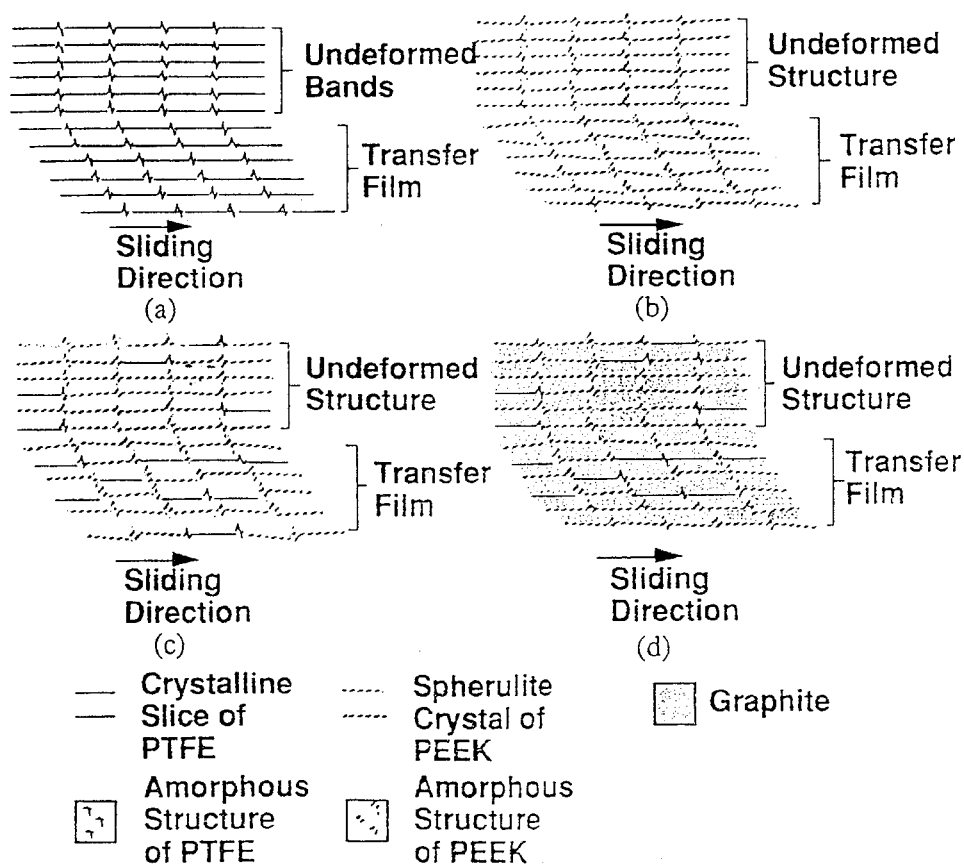 Undeformed
Bands
Transfer
Film
Sliding
Direction
(a)
Undeformed
Structure
Transfer
Film
Sliding
Direction
(b)
Undeformed
Structure
Transfer
Film
Sliding
Direction
(c)
Undeformed
Structure
Transfer
Film
Sliding
Direction
(d)
Crystalline
Slice of
PTFE
Spherulite
Crystal of
PEEK
Graphite
Amorphous
Structure
of PTFE
Amorphous
Structure
of PEEK